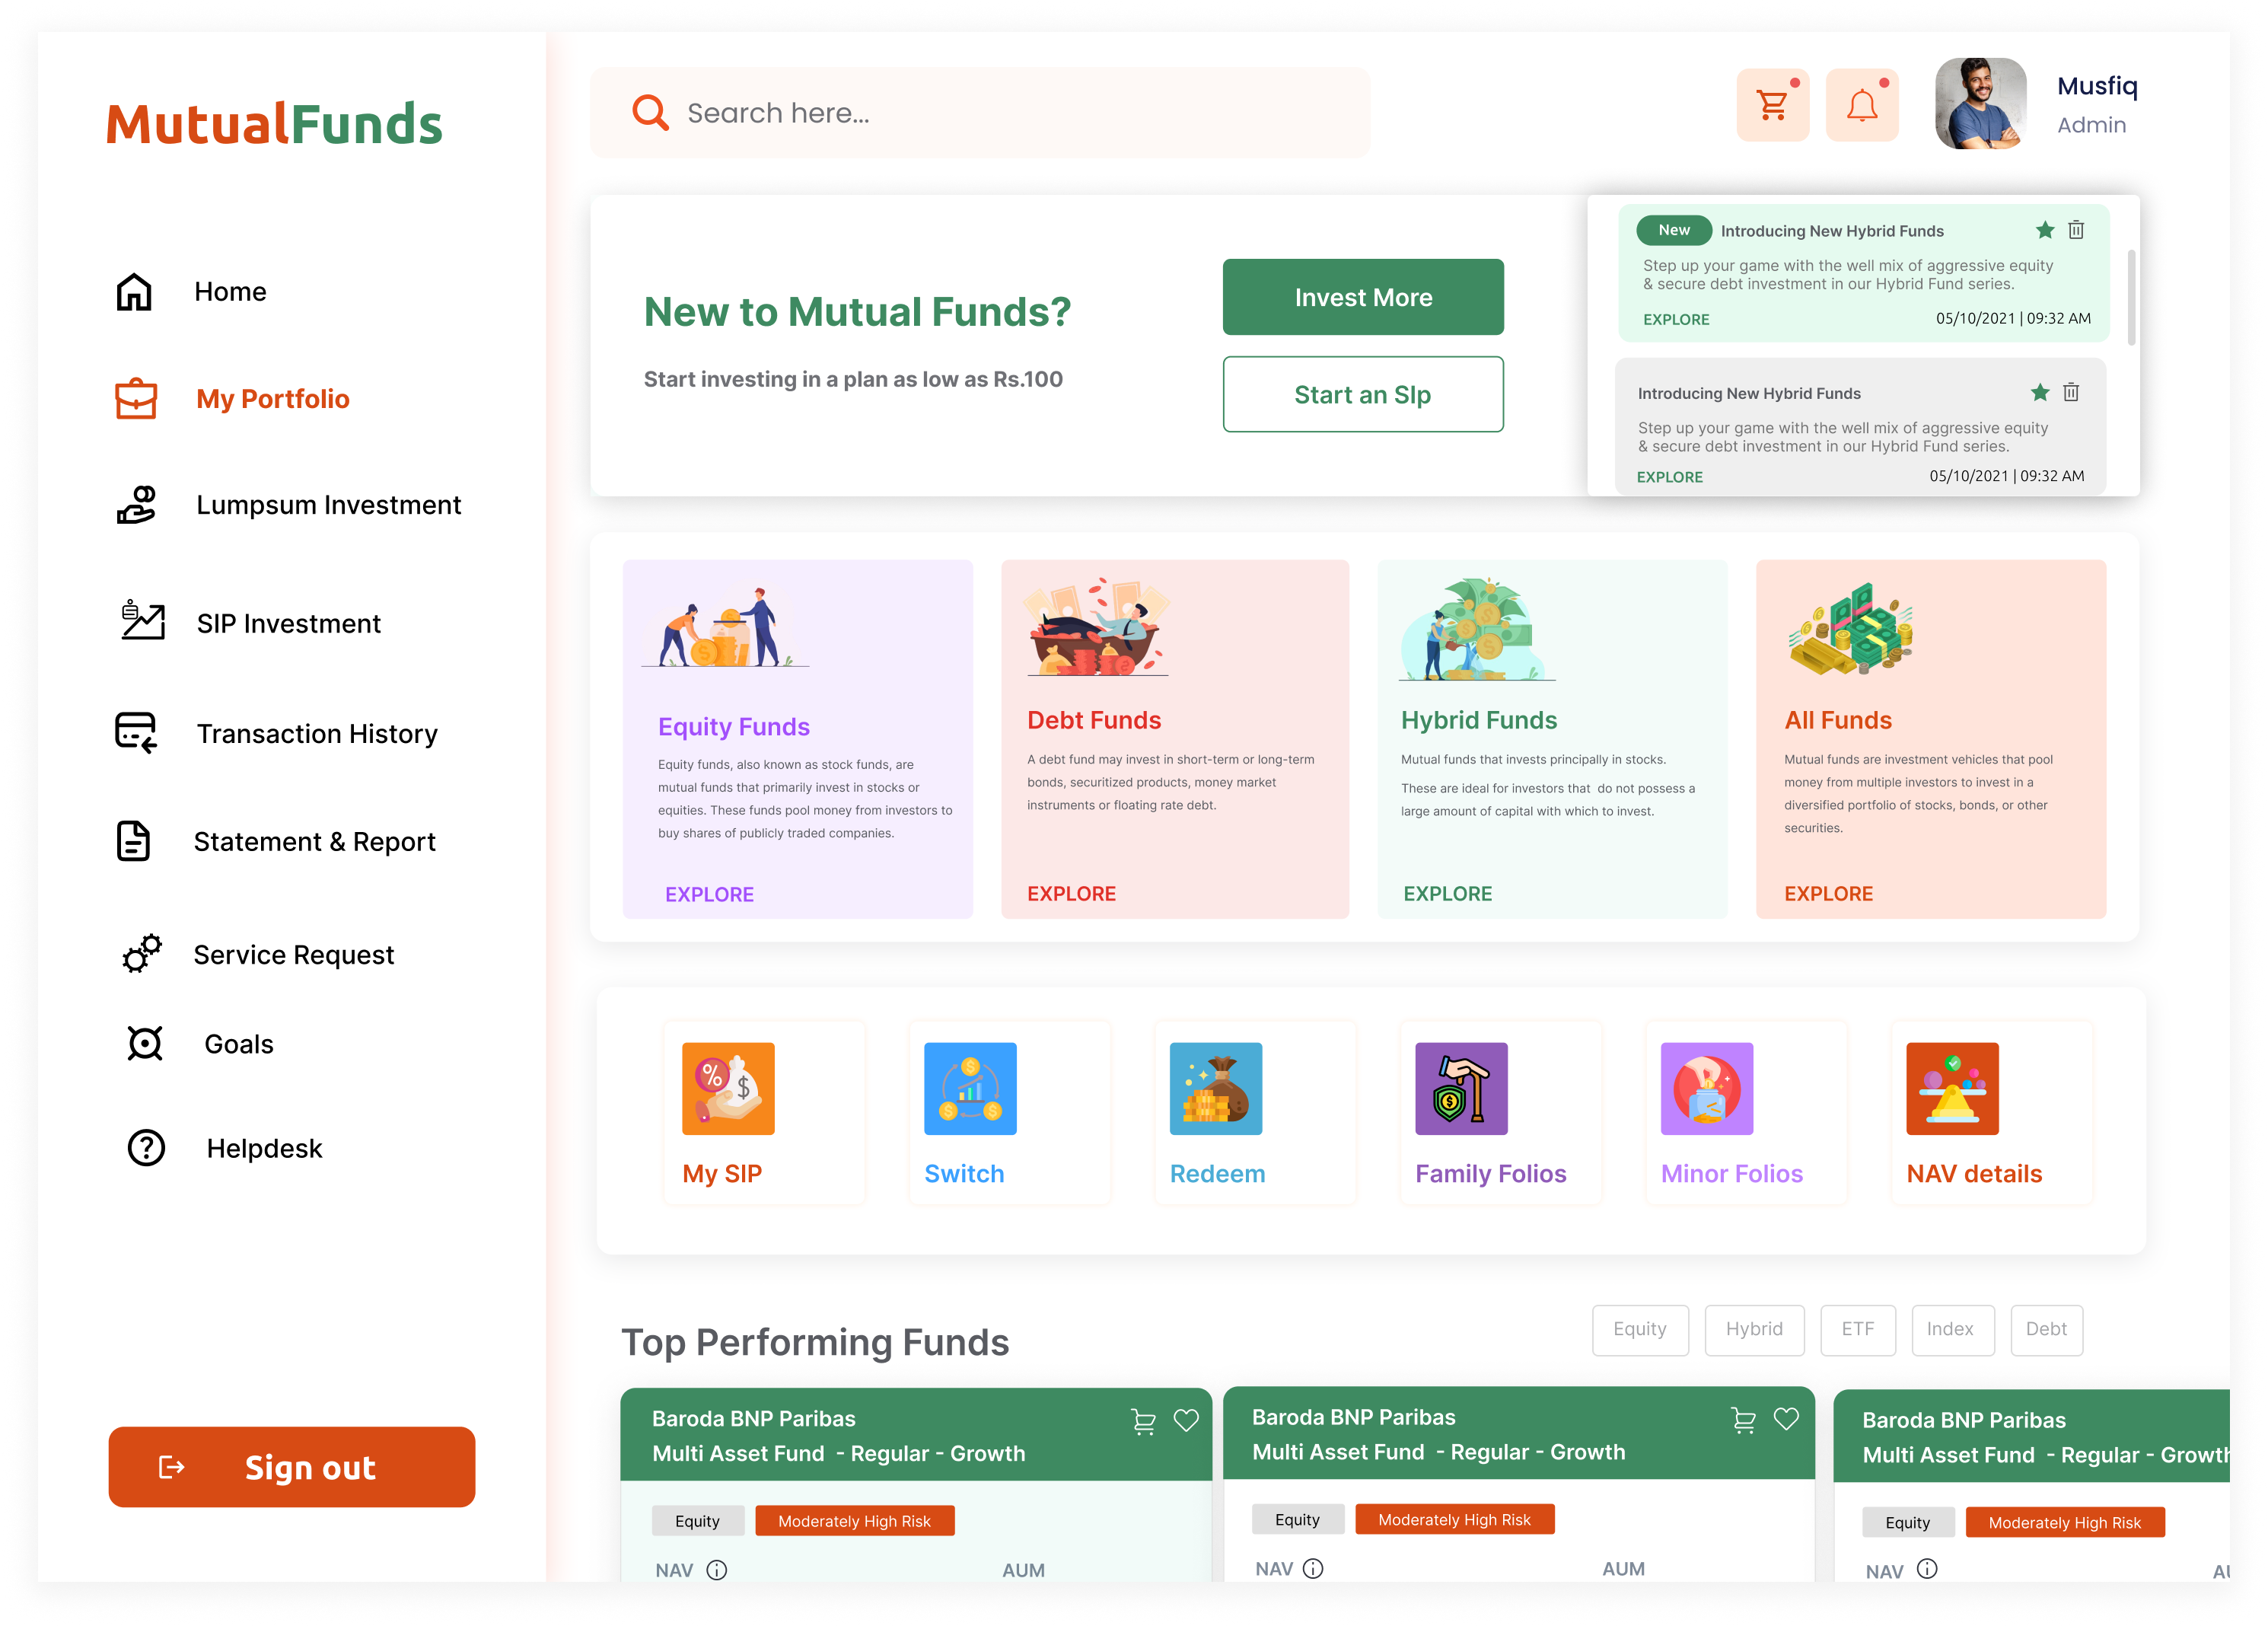 MutualFunds
Home
My Portfolio
Lumpsum Investment
SIP Investment
Transaction History
Statement & Report
Service Request
Goals
Helpdesk
Sign out
Search here...
Musfiq
Admin
New to Mutual Funds?
Start investing in a plan as low as Rs.100
Invest More
Start an SIp
New
Introducing New Hybrid Funds
Step up your game with the well mix of aggressive equity
& secure debt investment in our Hybrid Fund series.
EXPLORE
05/10/2021 | 09:32 AM
Introducing New Hybrid Funds
Step up your game with the well mix of aggressive equity
& secure debt investment in our Hybrid Fund series.
EXPLORE
05/10/2021 | 09:32 AM
Equity Funds
Equity funds, also known as stock funds, are
mutual funds that primarily invest in stocks or
equities. These funds pool money from investors to
buy shares of publicly traded companies.
EXPLORE
Debt Funds
A debt fund may invest in short-term or long-term
bonds, securitized products, money market
instruments or floating rate debt.
EXPLORE
Hybrid Funds
Mutual funds that invests principally in stocks.
These are ideal for investors that  do not possess a
large amount of capital with which to invest.
EXPLORE
All Funds
Mutual funds are investment vehicles that pool
money from multiple investors to invest in a
diversified portfolio of stocks, bonds, or other
securities.
EXPLORE
My SIP
Switch
Redeem
Family Folios
Minor Folios
NAV details
Top Performing Funds
Equity
Hybrid
ETF
Index
Debt
Baroda BNP Paribas
Multi Asset Fund  - Regular - Growth
Equity
Moderately High Risk
NAV
AUM
Baroda BNP Paribas
Multi Asset Fund  - Regular - Growth
Equity
Moderately High Risk
NAV
AUM
Baroda BNP Paribas
Multi Asset Fund  - Regular - Growth
Equity
Moderately High Risk
NAV